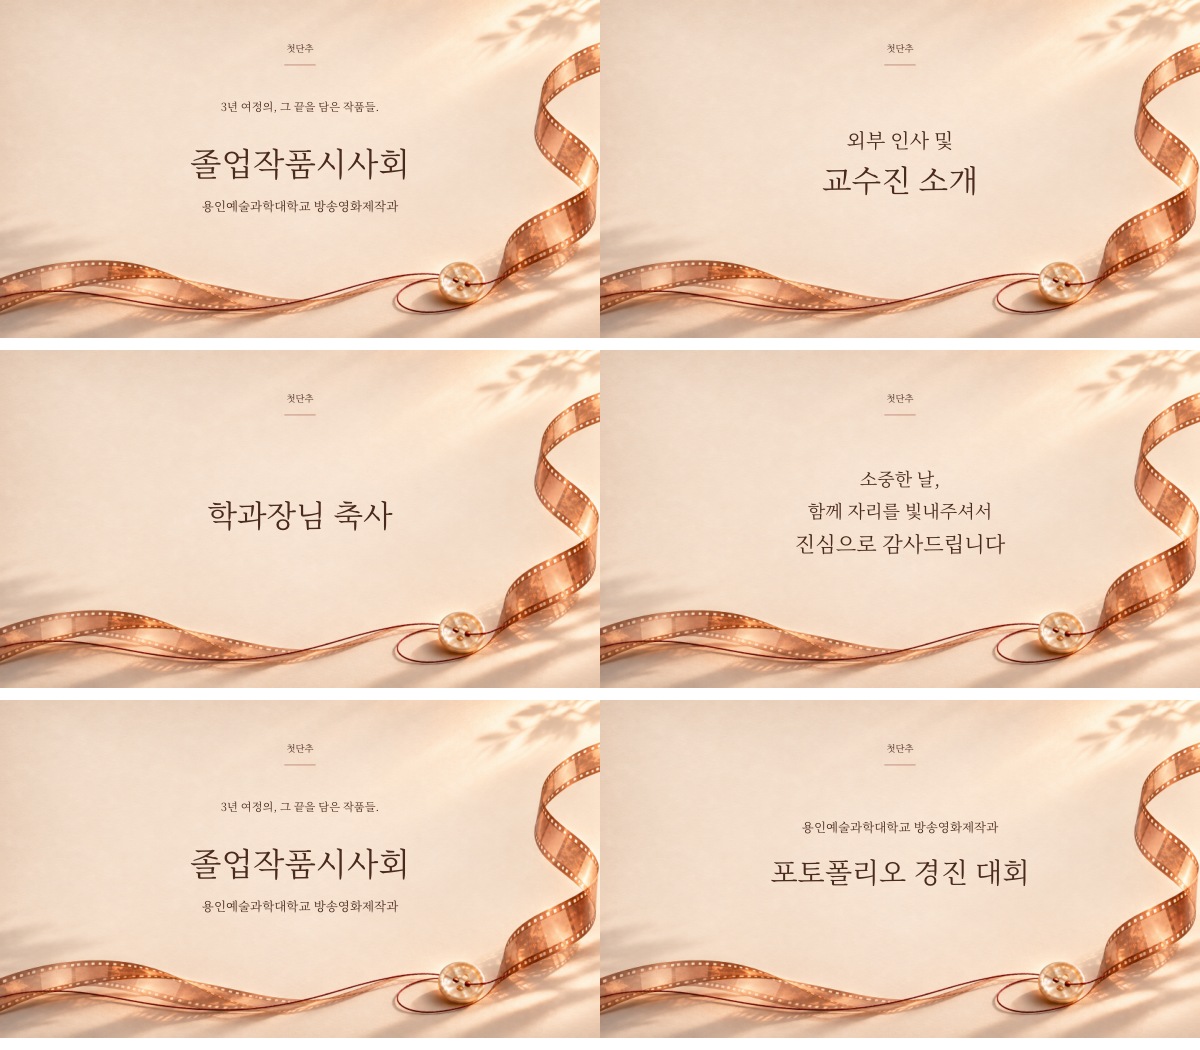 첫단추
3년 여정의, 그 끝을 담은 작품들.
졸업작품시사회
용인예술과학대학교 방송영화제작과
첫단추
외부 인사 및
교수진 소개
첫단추
학과장님 축사
첫단추
소중한 날,
함께 자리를 빛내주셔서
진심으로 감사드립니다
첫단추
3년 여정의, 그 끝을 담은 작품들.
졸업작품시사회
용인예술과학대학교 방송영화제작과
첫단추
용인예술과학대학교 방송영화제작과
포토폴리오 경진 대회